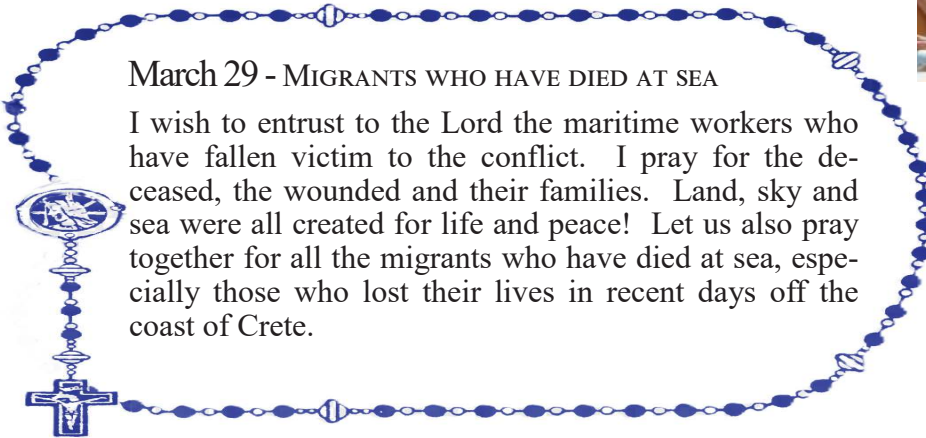 March 29 - MIGRANTS WHO HAVE DIED AT SEA
I wish to entrust to the Lord the maritime workers who
have fallen victim to the conflict.  I pray for the de-
ceased, the wounded and their families.  Land, sky and
sea were all created for life and peace!  Let us also pray
together for all the migrants who have died at sea, espe-
cially those who lost their lives in recent days off the
coast of Crete.